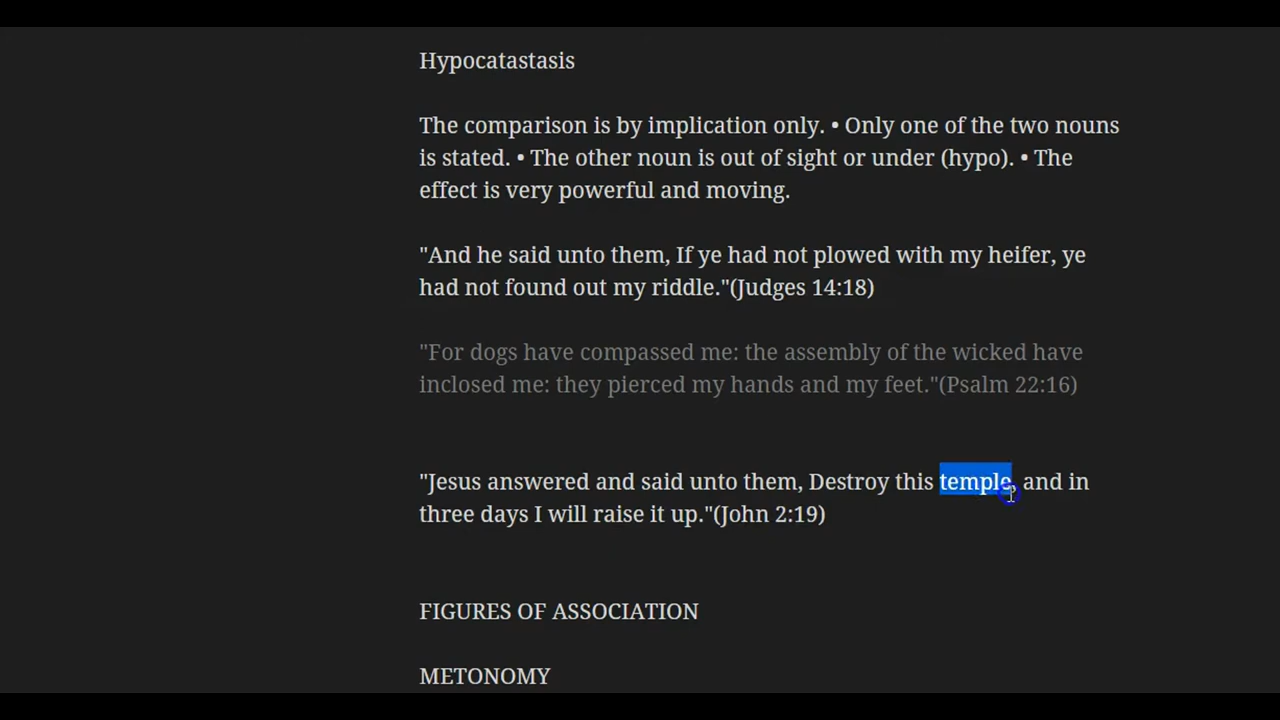 Hypocatastasis
The comparison is by implication only. • Only one of the two nouns
is stated. • The other noun is out of sight or under (hypo). • The
effect is very powerful and moving.
"And he said unto them, If ye had not plowed with my heifer, ye
had not found out my riddle."(Judges 14:18)
"For dogs have compassed me: the assembly of the wicked have
inclosed me: they pierced my hands and my feet."(Psalm 22:16)
"Jesus answered and said unto them, Destroy this temple, and in
three days I will raise it up."(John 2:19)
FIGURES OF ASSOCIATION
METONOMY